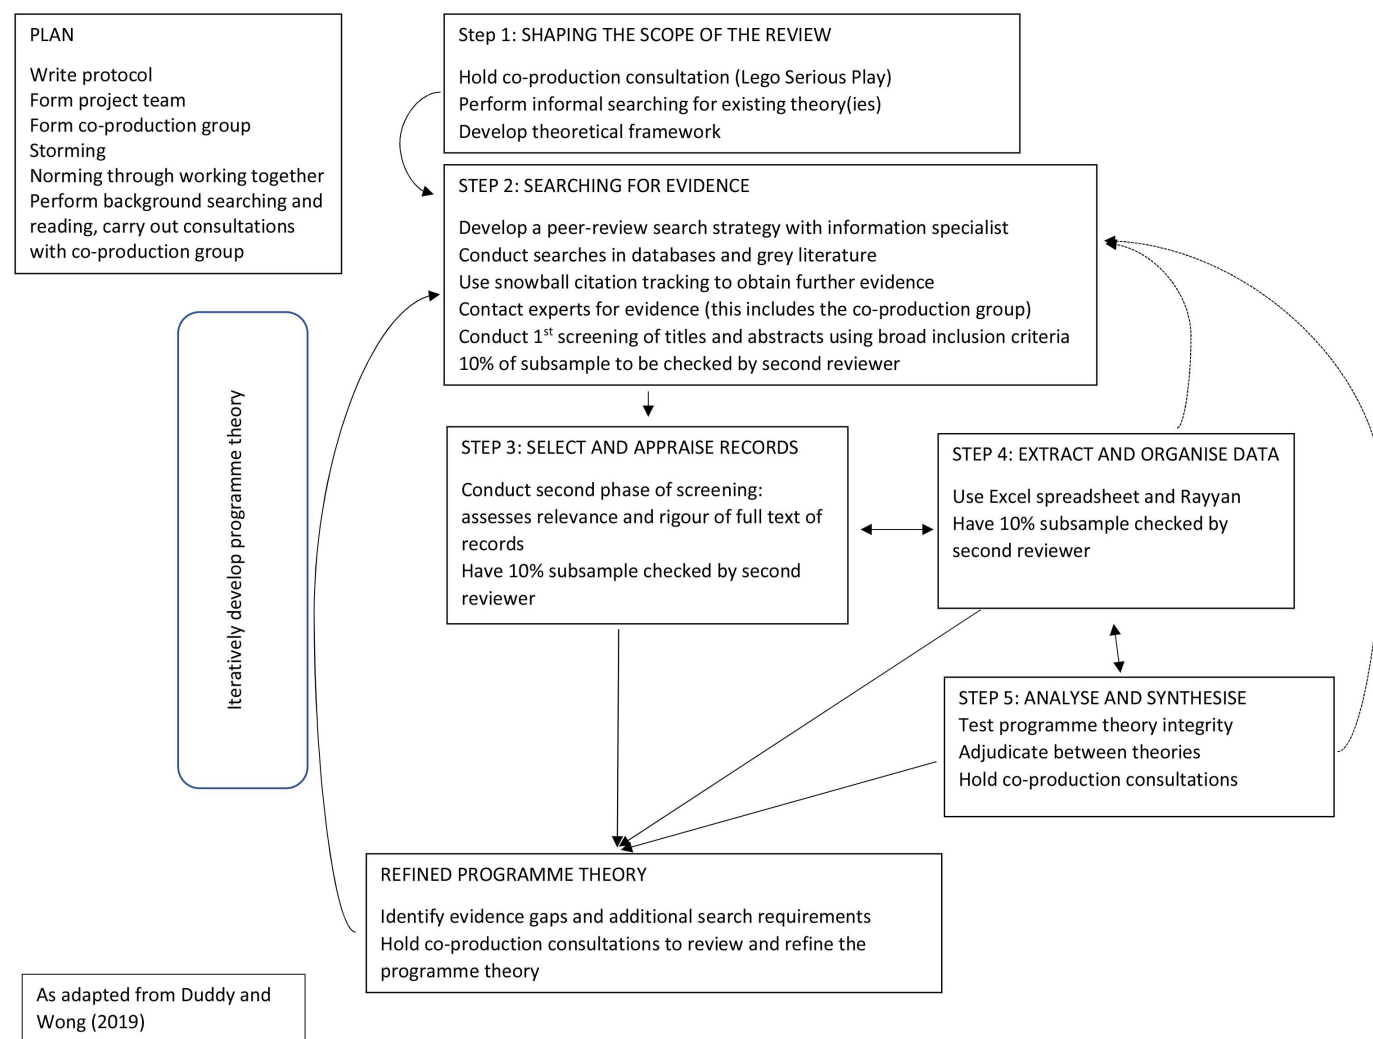 PLAN
Write protocol
Form project team
Form co-production group
Storming
Norming through working together
Perform background searching and
reading, carry out consultations
with co-production group
Step 1: SHAPING THE SCOPE OF THE REVIEW
Hold co-production consultation (Lego Serious Play)
Perform informal searching for existing theory(ies)
Develop theoretical framework
STEP 2: SEARCHING FOR EVIDENCE
Develop a peer-review search strategy with information specialist
Conduct searches in databases and grey literature
Use snowball citation tracking to obtain further evidence
Contact experts for evidence (this includes the co-production group)
Conduct 1st screening of titles and abstracts using broad inclusion criteria
10% of subsample to be checked by second reviewer
Iteratively develop programme theory
STEP 3: SELECT AND APPRAISE RECORDS
Conduct second phase of screening:
assesses relevance and rigour of full text of
records
Have 10% subsample checked by second
reviewer
STEP 4: EXTRACT AND ORGANISE DATA
Use Excel spreadsheet and Rayyan
Have 10% subsample checked by
second reviewer
STEP 5: ANALYSE AND SYNTHESISE
Test programme theory integrity
Adjudicate between theories
Hold co-production consultations
REFINED PROGRAMME THEORY
Identify evidence gaps and additional search requirements
Hold co-production consultations to review and refine the
programme theory
As adapted from Duddy and
Wong (2019)